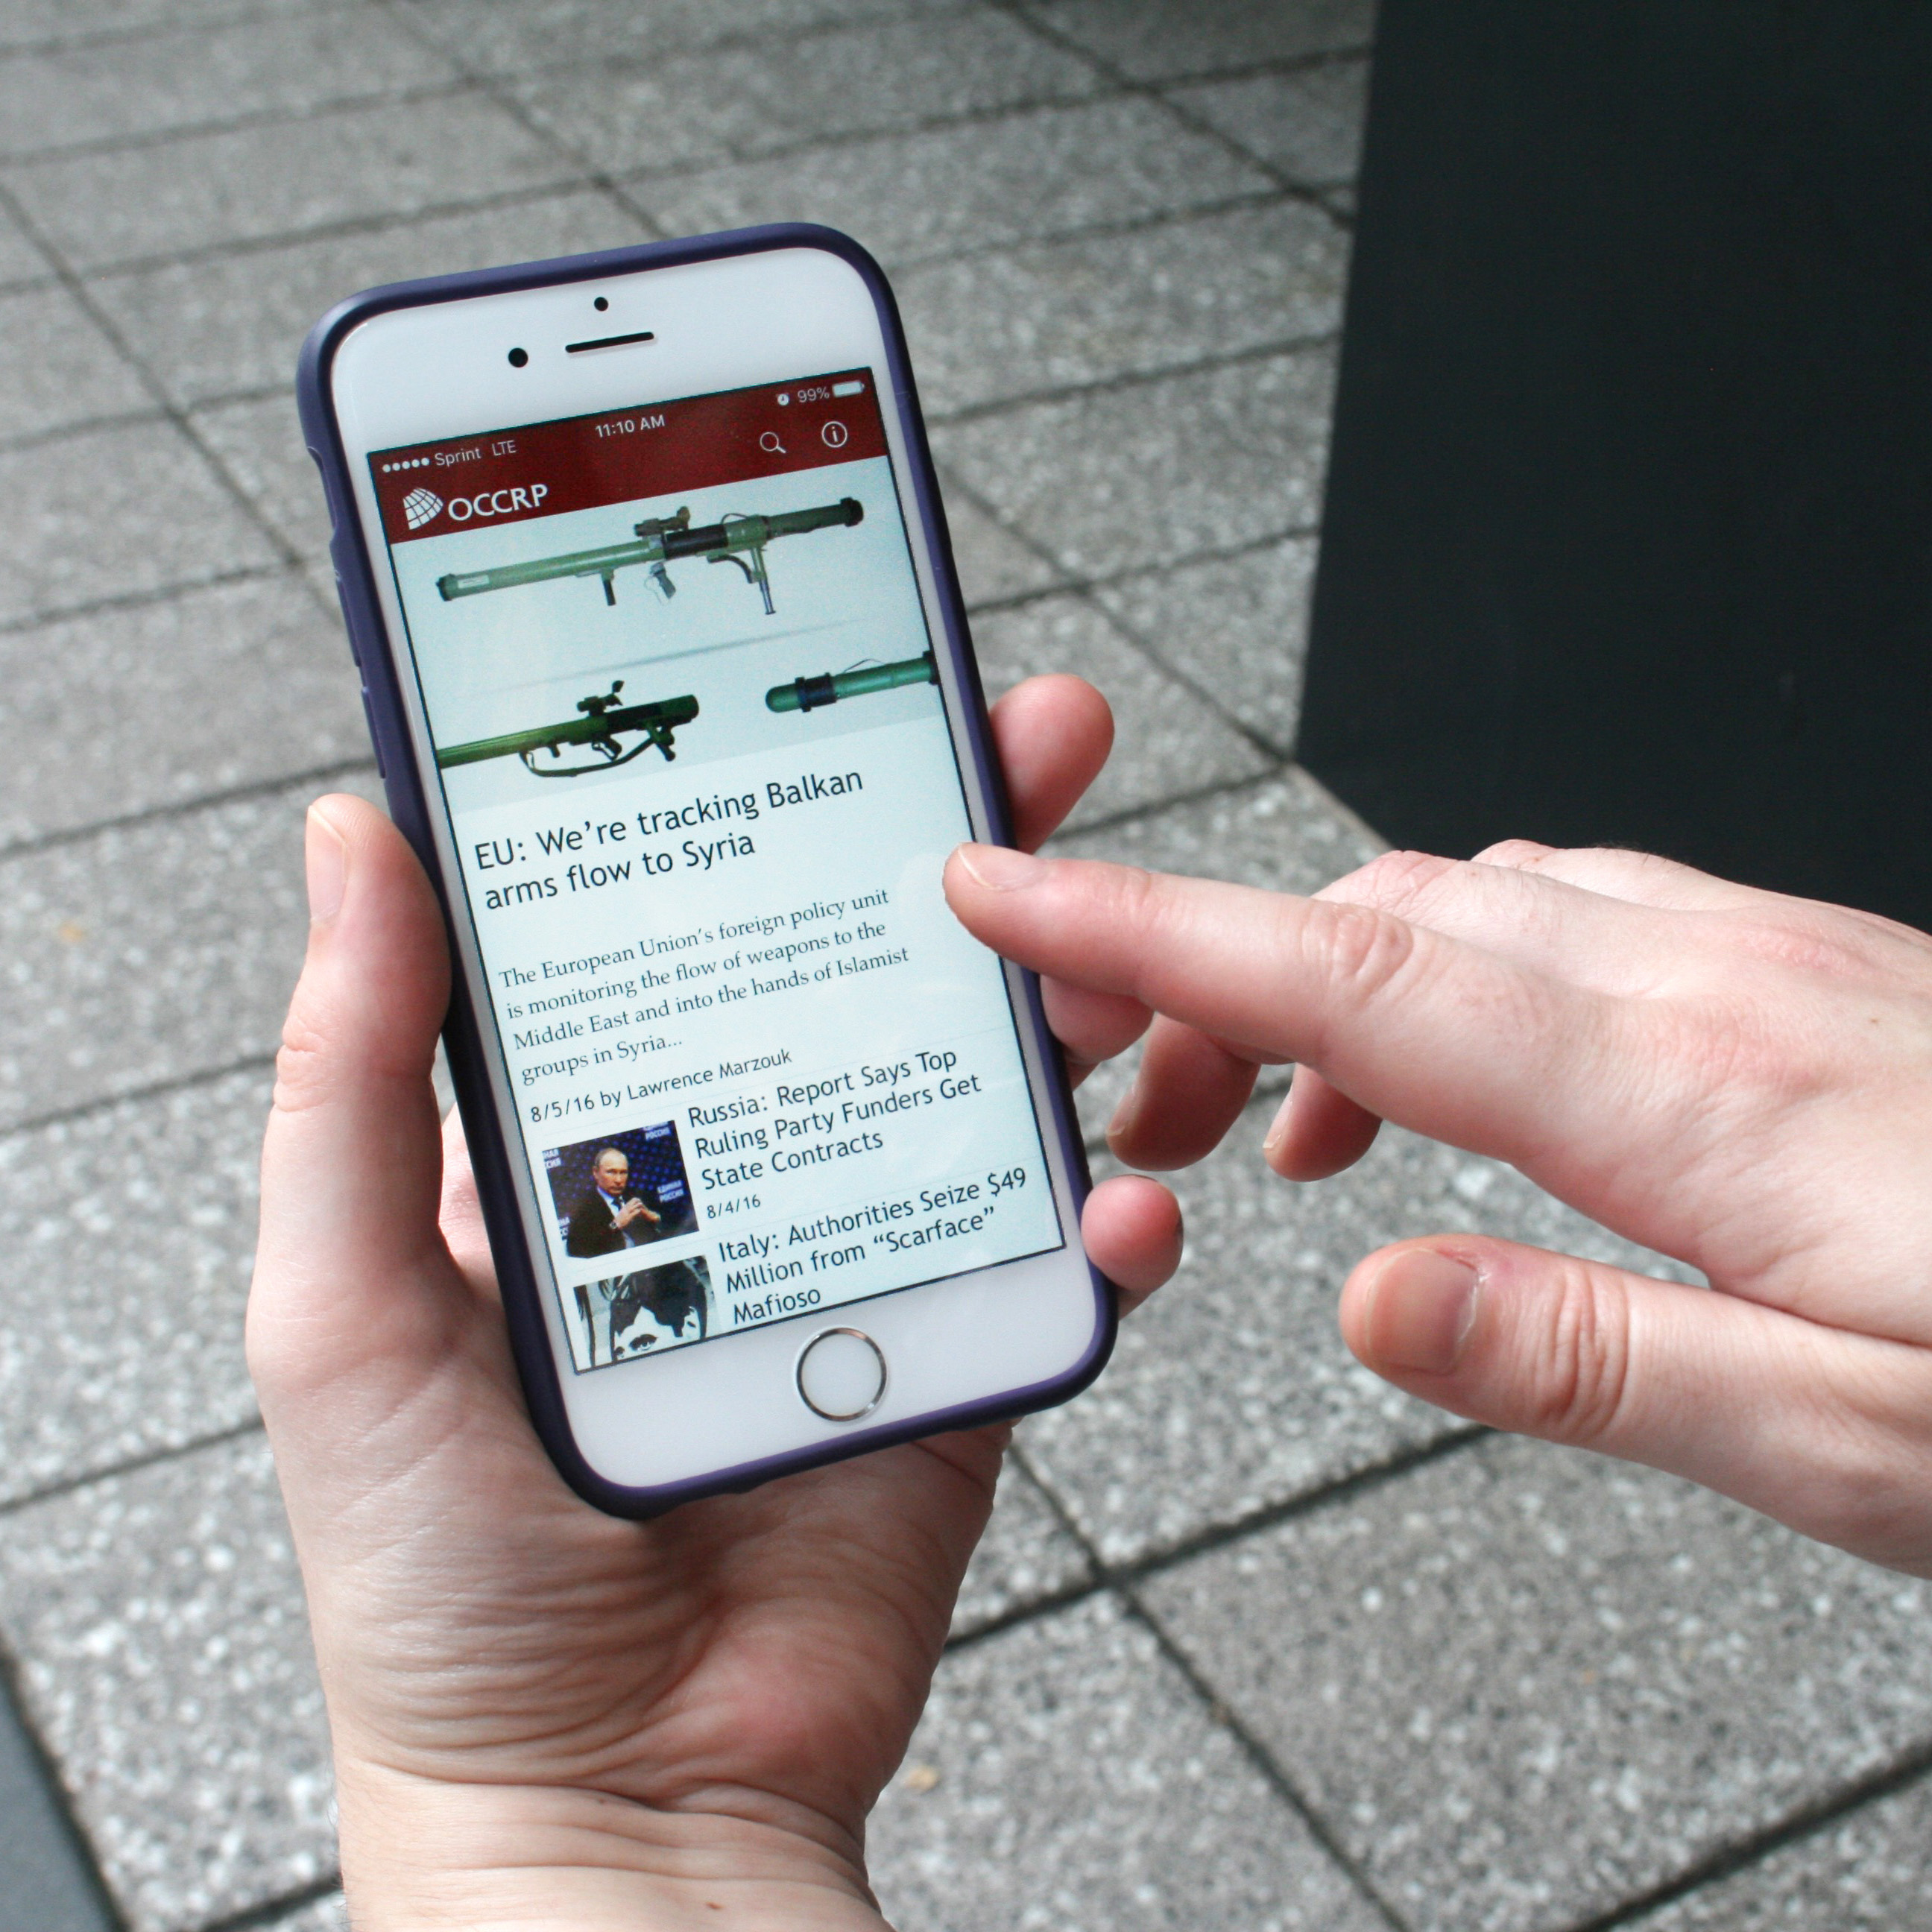 Sprint LTE 11:10 AM 99%
OCCRP
EU: We're tracking Balkan
arms flow to Syria
The European Union's foreign policy unit
is monitoring the flow of weapons to the
Middle East and into the hands of Islamist
groups in Syria...
8/5/16 by Lawrence Marzouk
Russia: Report Says Top
Ruling Party Funders Get
State Contracts
8/4/16
ЕДИНАЯ
РОССИЯ
Italy: Authorities Seize $49
Million from “Scarface”
Mafioso